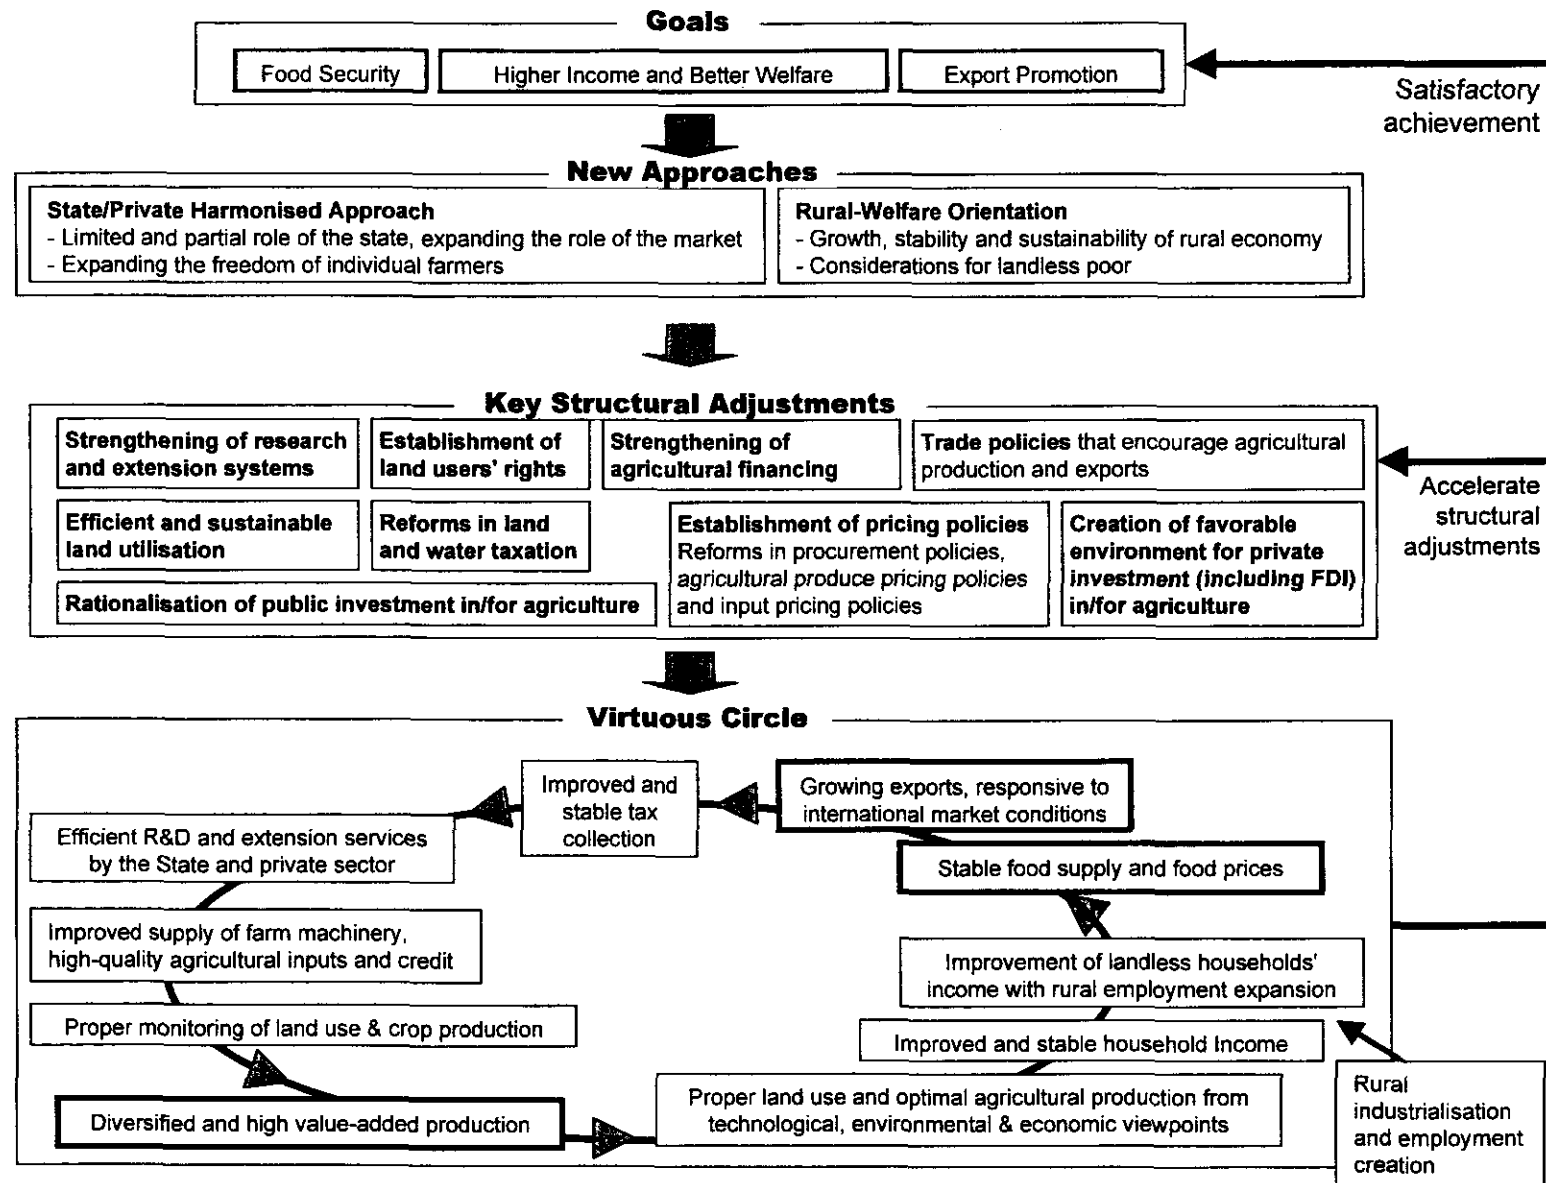 Goals
Food Security
Higher Income and Better Welfare
Export Promotion
Satisfactory
achievement
New Approaches
State/Private Harmonised Approach
- Limited and partial role of the state, expanding the role of the market
- Expanding the freedom of individual farmers
Rural-Welfare Orientation
- Growth, stability and sustainability of rural economy
- Considerations for landless poor
Key Structural Adjustments
Strengthening of research
and extension systems
Establishment of
land users' rights
Strengthening of
agricultural financing
Trade policies that encourage agricultural
production and exports
Accelerate
structural
adjustments
Efficient and sustainable
land utilisation
Reforms in land
and water taxation
Establishment of pricing policies
Reforms in procurement policies,
agricultural produce pricing policies
and input pricing policies
Creation of favorable
environment for private
investment (including FDI)
in/for agriculture
Rationalisation of public investment in/for agriculture
Virtuous Circle
Improved and
stable tax
collection
Growing exports, responsive to
international market conditions
Efficient R&D and extension services
by the State and private sector
Stable food supply and food prices
Improved supply of farm machinery,
high-quality agricultural inputs and credit
Improvement of landless households'
income with rural employment expansion
Proper monitoring of land use & crop production
Improved and stable household Income
Diversified and high value-added production
Proper land use and optimal agricultural production from
technological, environmental & economic viewpoints
Rural
industrialisation
and employment
creation